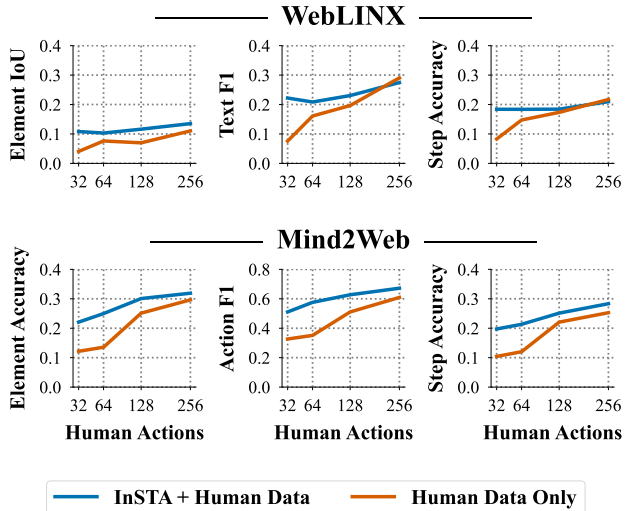 WebLINX
Element IoU
0.4
0.3
0.2
0.1
0.0
32 64 128 256
Text F1
0.4
0.3
0.2
0.1
0.0
32 64 128 256
Step Accuracy
0.4
0.3
0.2
0.1
0.0
32 64 128 256
Mind2Web
Element Accuracy
0.4
0.3
0.2
0.1
0.0
32 64 128 256
Human Actions
Action F1
0.8
0.6
0.4
0.2
0.0
32 64 128 256
Human Actions
Step Accuracy
0.4
0.3
0.2
0.1
0.0
32 64 128 256
Human Actions
InSTA + Human Data
Human Data Only